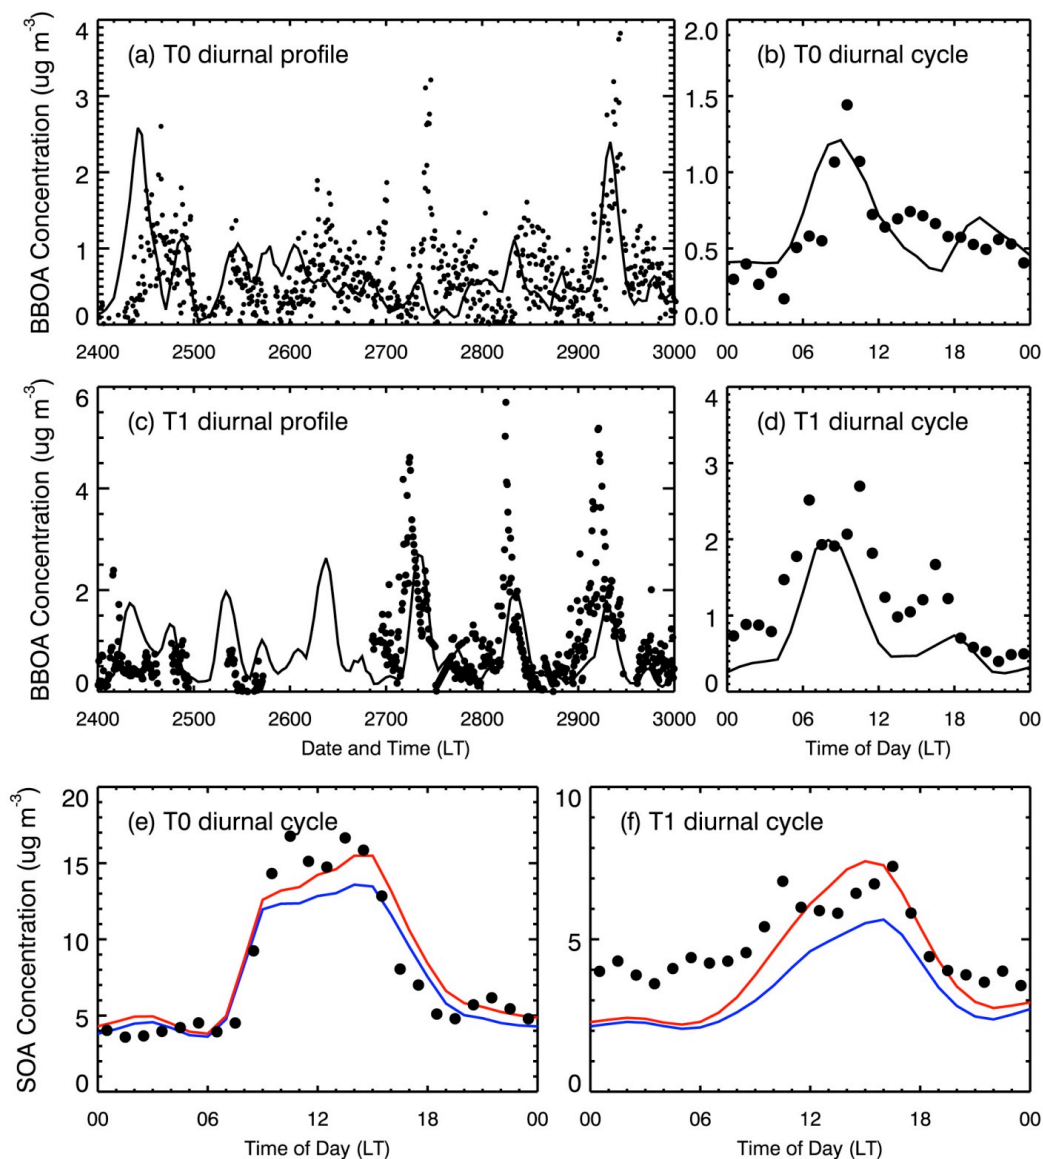 (a) T0 diurnal profile
BBOA Concentration (ug m-3)
4
3
2
1
0
2400 2500 2600 2700 2800 2900 3000
(b) T0 diurnal cycle
2.0
1.5
1.0
0.5
0.0
00 06 12 18 00
(c) T1 diurnal profile
BBOA Concentration (ug m-3)
6
4
2
0
2400 2500 2600 2700 2800 2900 3000
Date and Time (LT)
(d) T1 diurnal cycle
4
3
2
1
0
00 06 12 18 00
Time of Day (LT)
(e) T0 diurnal cycle
SOA Concentration (ug m-3)
20
15
10
5
0
00 06 12 18 00
Time of Day (LT)
(f) T1 diurnal cycle
10
5
0
00 06 12 18 00
Time of Day (LT)